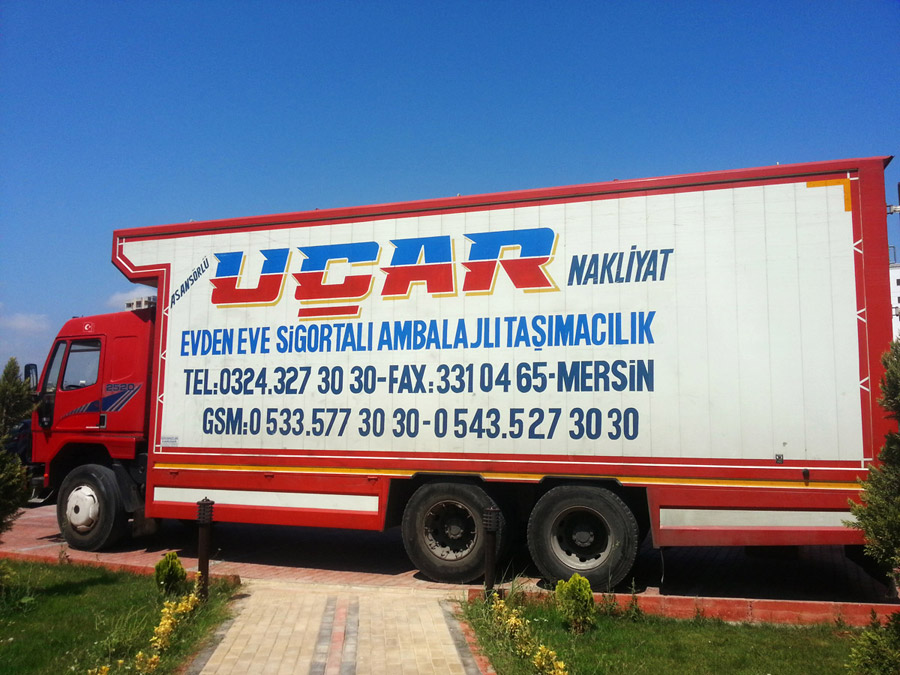 ASANSÖRLÜ UÇAR NAKLİYAT
EVDEN EVE SİGORTALI AMBALAJLI TAŞIMACILIK
TEL:0324.327 30 30-FAX:331 04 65-MERSİN
GSM:0 533.577 30 30-0 543.527 30 30
2520